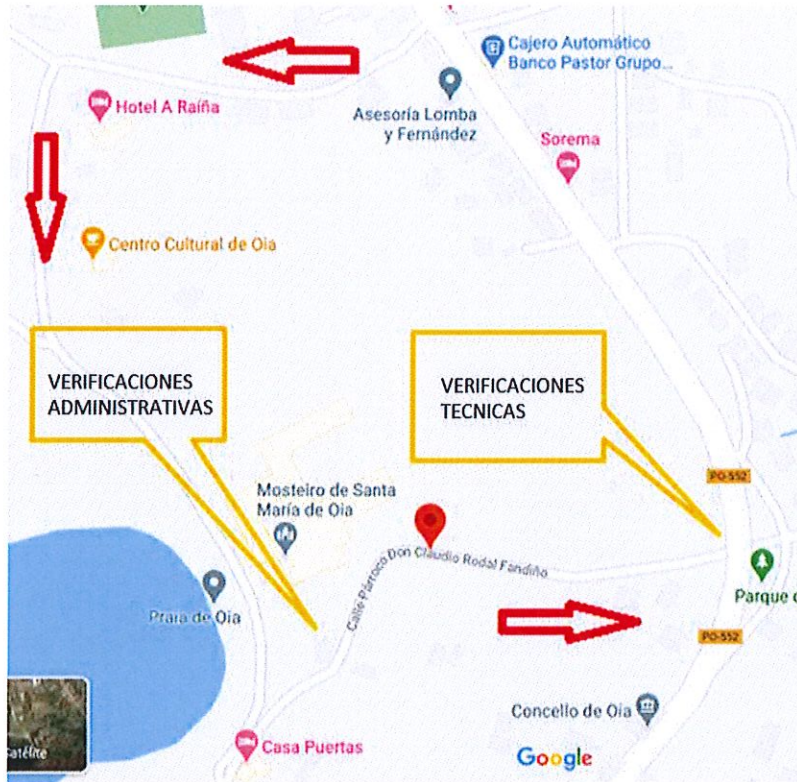 Cajero Automático
Banco Pastor Grupo...
Hotel A Raíña
Asesoría Lomba
y Fernández
Sorema
Centro Cultural de Oia
VERIFICACIONES
ADMINISTRATIVAS
VERIFICACIONES
TECNICAS
PO-552
Mosteiro de Santa
María de Oia
Calle Párroco Don Claudio Rodal Fandiño
Praia de Oia
Parque d
PO-552
Concello de Oia
Casa Puertas
Google
Satélite